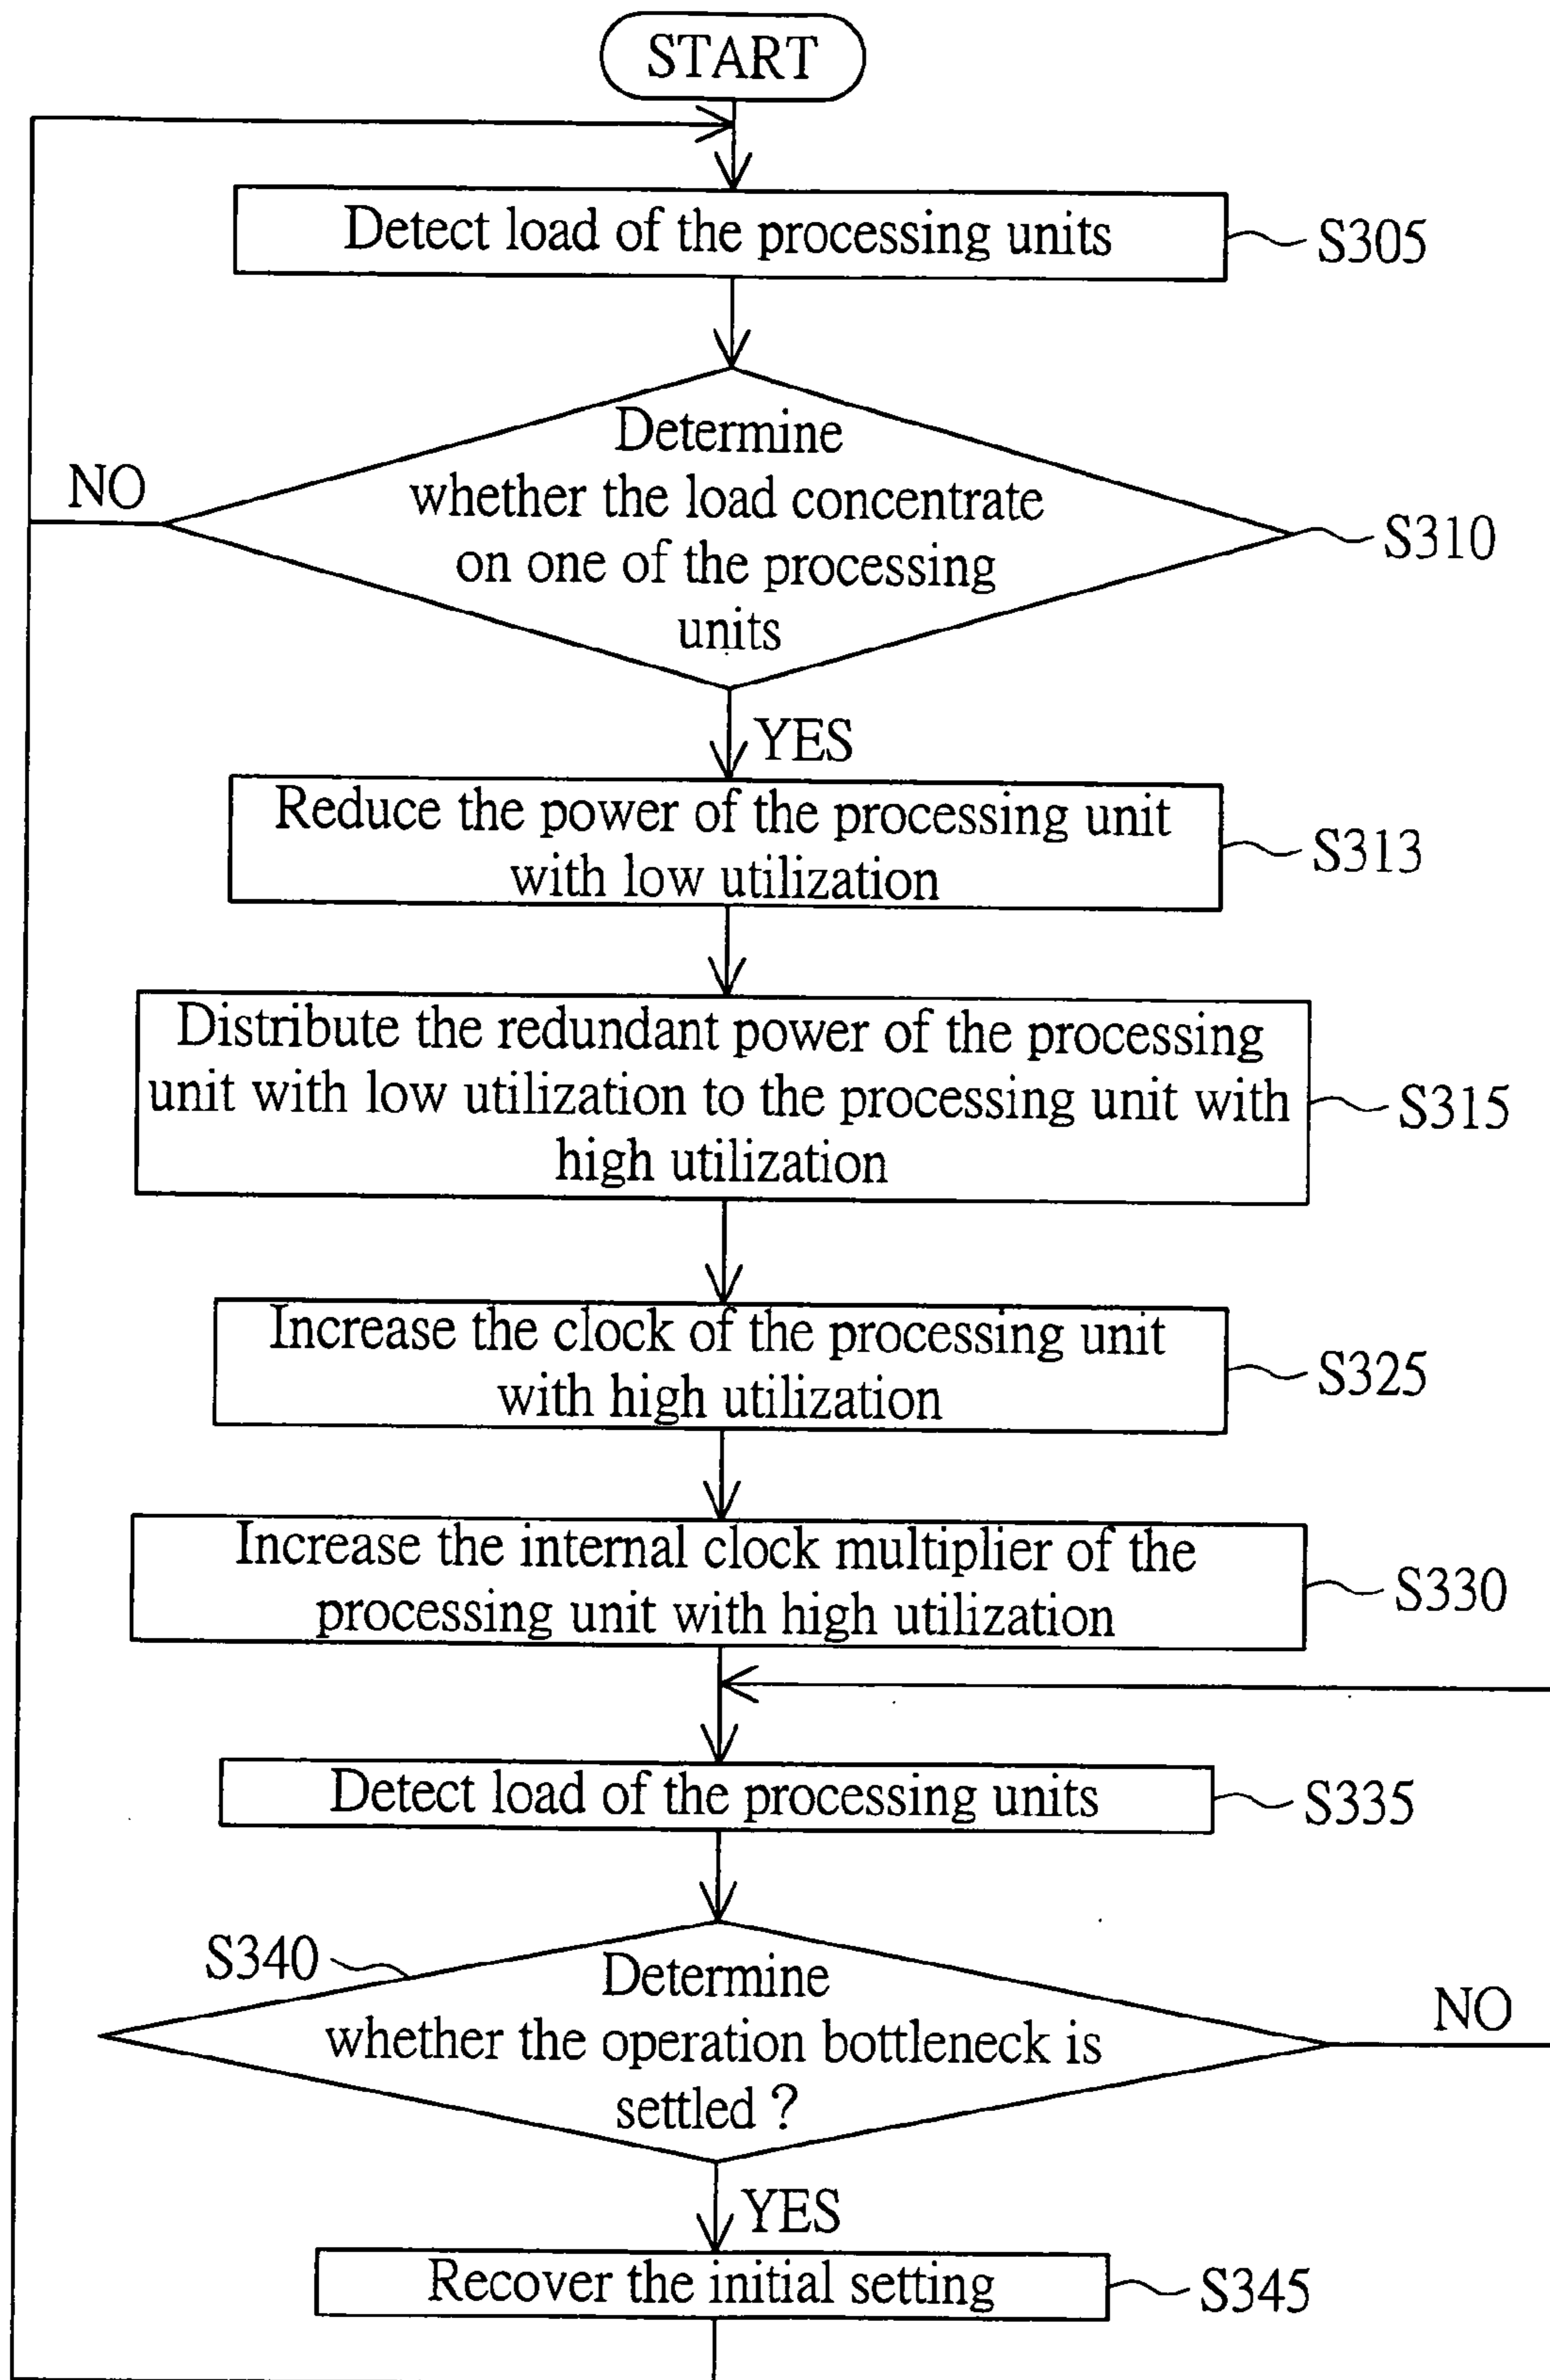 START
Detect load of the processing units
S305
Determine
whether the load concentrate
on one of the processing
units
NO
S310
YES
Reduce the power of the processing unit
with low utilization
S313
Distribute the redundant power of the processing
unit with low utilization to the processing unit with
high utilization
S315
Increase the clock of the processing unit
with high utilization
S325
Increase the internal clock multiplier of the
processing unit with high utilization
S330
Detect load of the processing units
S335
S340
Determine
whether the operation bottleneck is
settled ?
NO
YES
Recover the initial setting
S345